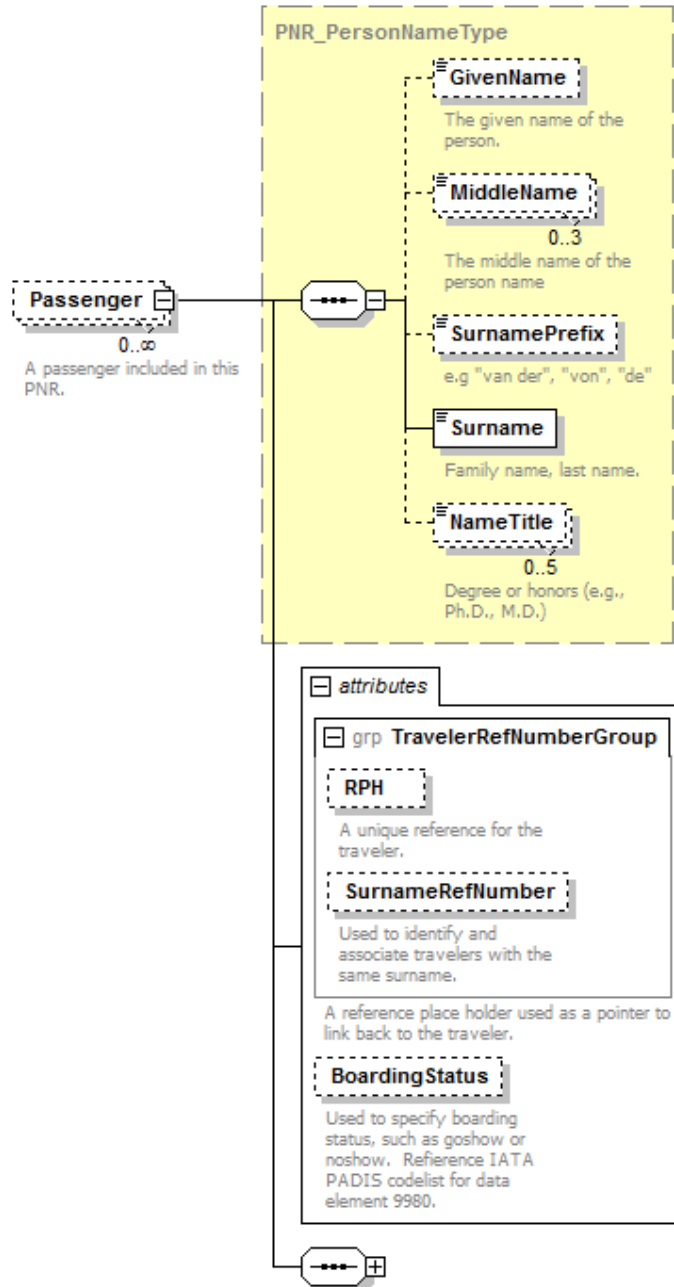 PNR_PersonNameType
GivenName
The given name of the
person.
MiddleName
0..3
The middle name of the
person name
Passenger
0..∞
A passenger included in this
PNR.
SurnamePrefix
e.g "van der", "von", "de"
Surname
Family name, last name.
NameTitle
0..5
Degree or honors (e.g.,
Ph.D., M.D.)
attributes
grp TravelerRefNumberGroup
RPH
A unique reference for the
traveler.
SurnameRefNumber
Used to identify and
associate travelers with the
same surname.
A reference place holder used as a pointer to
link back to the traveler.
BoardingStatus
Used to specify boarding
status, such as goshow or
noshow.  Refierence IATA
PADIS codelist for data
element 9980.